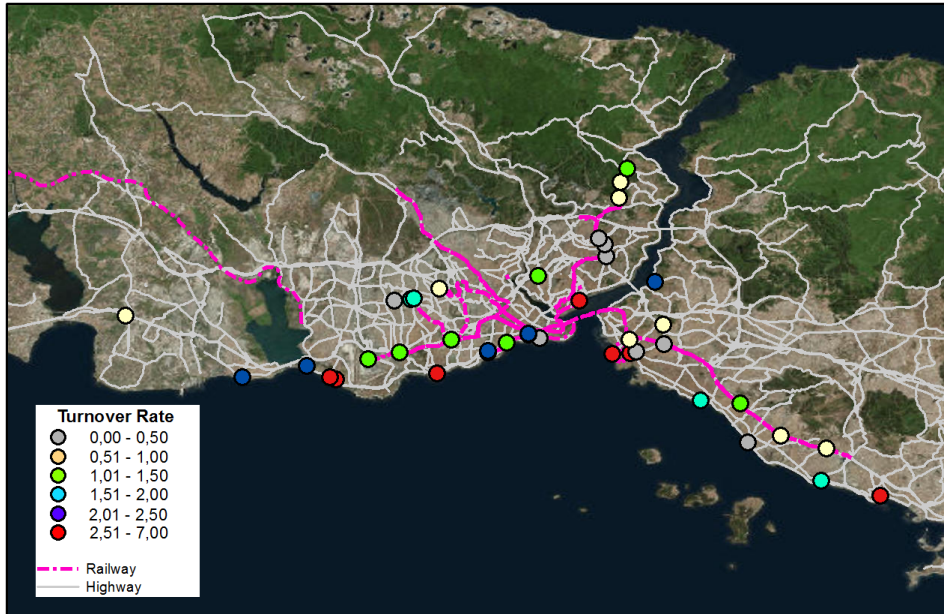 Turnover Rate
0,00 - 0,50
0,51 - 1,00
1,01 - 1,50
1,51 - 2,00
2,01 - 2,50
2,51 - 7,00
Railway
Highway